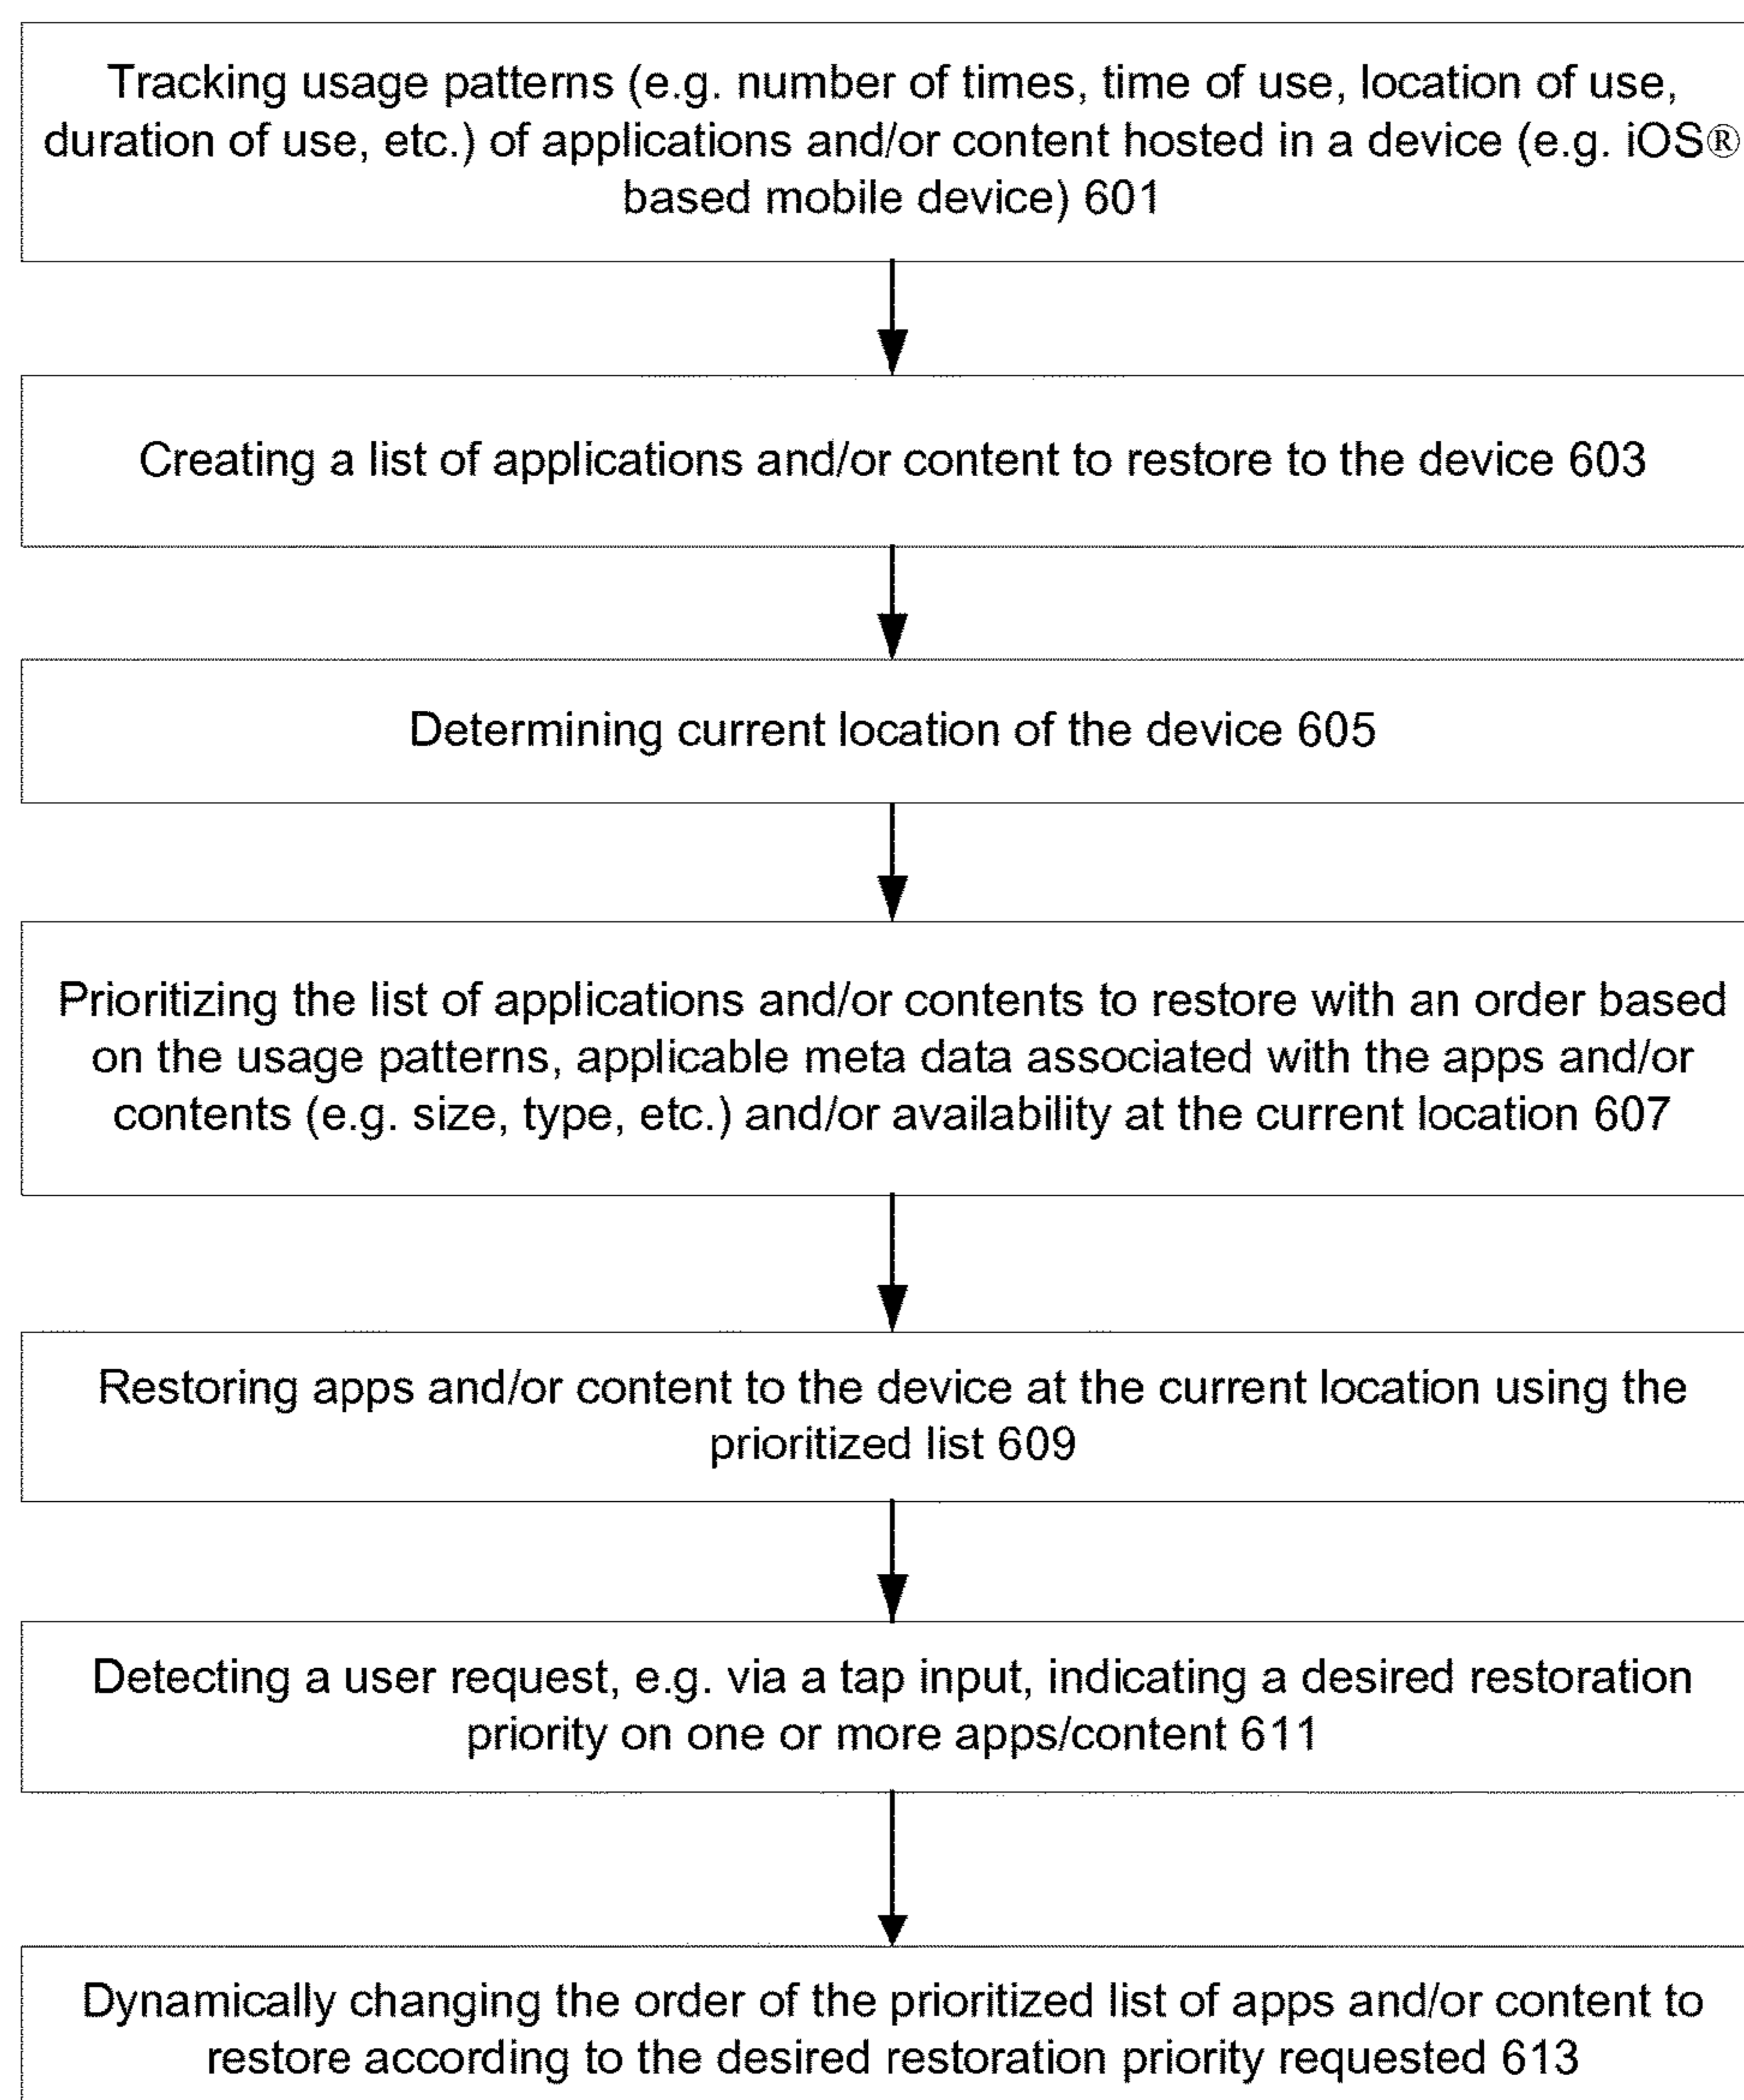 Tracking usage patterns (e.g. number of times, time of use, location of use,
duration of use, etc.) of applications and/or content hosted in a device (e.g. iOS®
based mobile device) 601
Creating a list of applications and/or content to restore to the device 603
Determining current location of the device 605
Prioritizing the list of applications and/or contents to restore with an order based
on the usage patterns, applicable meta data associated with the apps and/or
contents (e.g. size, type, etc.) and/or availability at the current location 607
Restoring apps and/or content to the device at the current location using the
prioritized list 609
Detecting a user request, e.g. via a tap input, indicating a desired restoration
priority on one or more apps/content 611
Dynamically changing the order of the prioritized list of apps and/or content to
restore according to the desired restoration priority requested 613